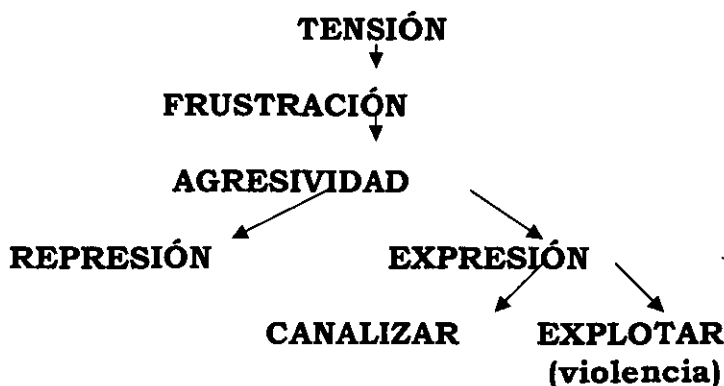 TENSIÓN
FRUSTRACIÓN
AGRESIVIDAD
REPRESIÓN EXPRESIÓN
CANALIZAR EXPLOTAR
(violencia)